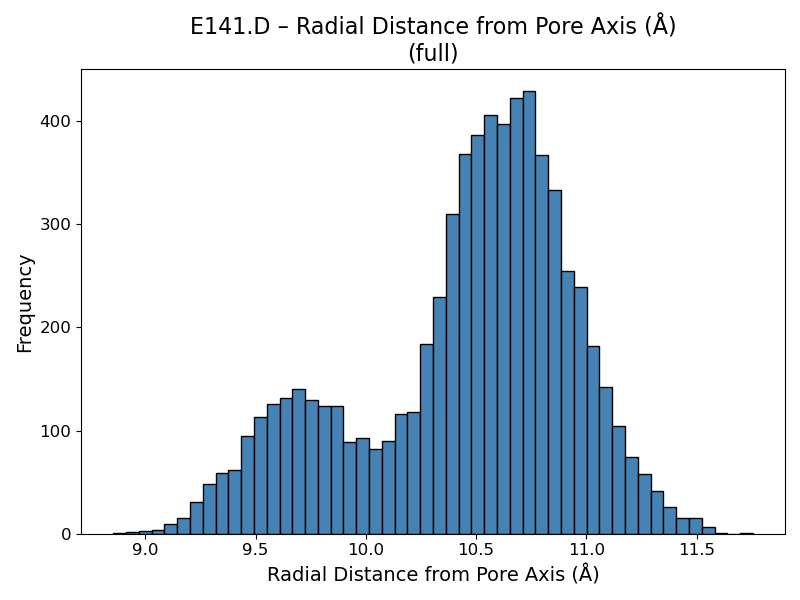 E141.D – Radial Distance from Pore Axis (Å)
(full)
Frequency
400
300
200
100
0
9.0 9.5 10.0 10.5 11.0 11.5
Radial Distance from Pore Axis (Å)